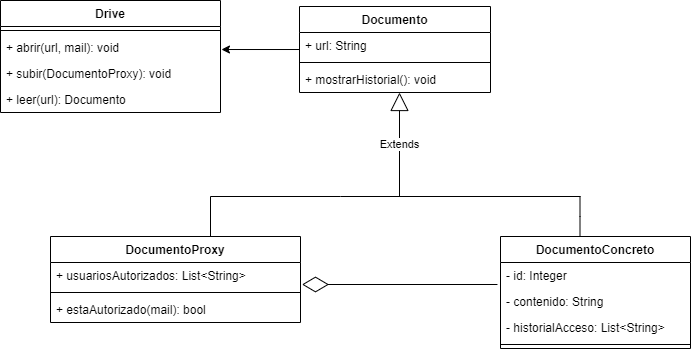 Drive
+ abrir(url, mail): void
+ subir(DocumentoProxy): void
+ leer(url): Documento
Documento
+ url: String
+ mostrarHistorial(): void
Extends
DocumentoProxy
+ usuariosAutorizados: List<String>
+ estaAutorizado(mail): bool
DocumentoConcreto
- id: Integer
- contenido: String
- historialAcceso: List<String>